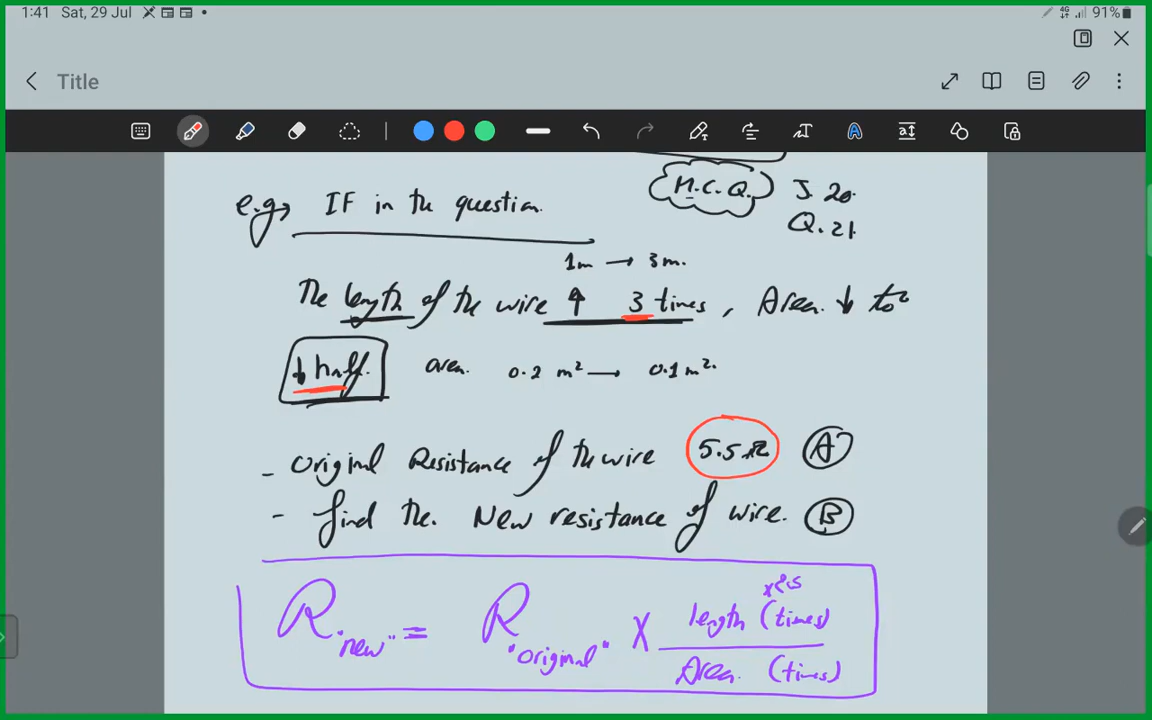 1:41 Sat, 29 Jul 4G 91%
Title
M.C.Q. J. 20
Q. 21
e.g IF in the question
1m → 3m.
The length of the wire ↑ 3 times, Area ↓ to
↓ half. area. 0.2 m² → 0.1 m².
- Original Resistance of the wire 5.5Ω A
- find the. New resistance of wire. B
R "new" = R "original" X length (times)
Area. (times)